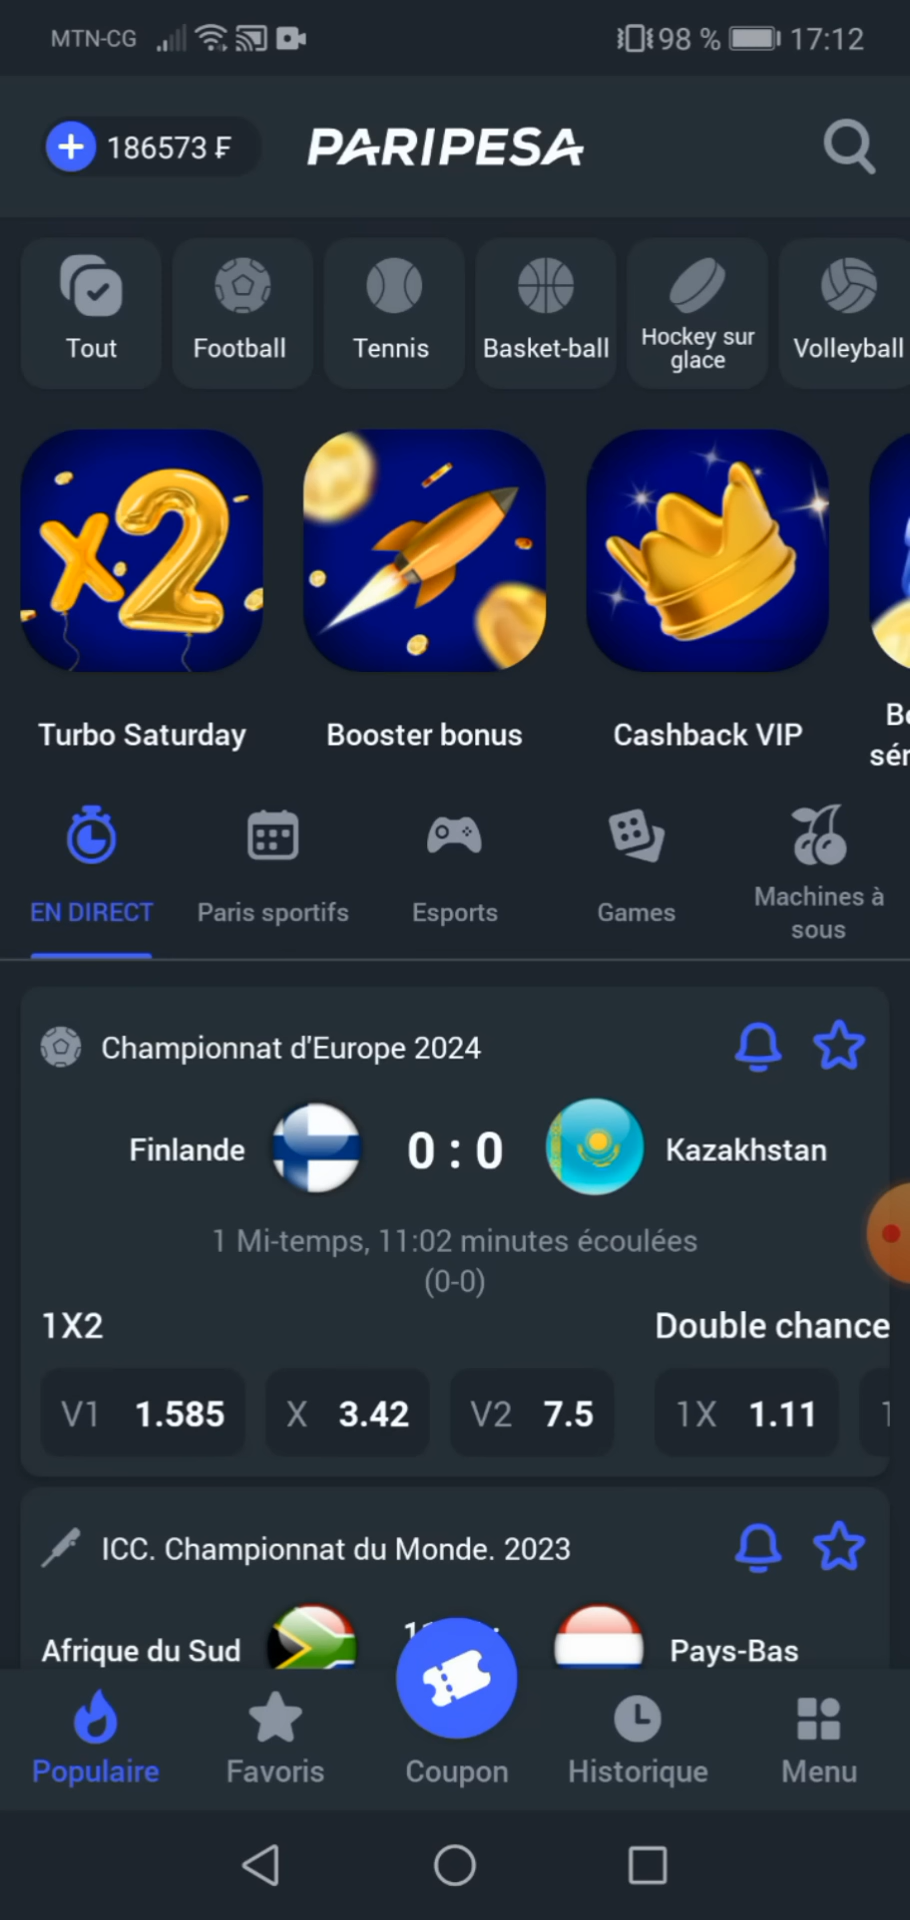 MTN-CG 98 % 17:12
186573 ₣ PARIPESA
Tout Football Tennis Basket-ball Hockey sur glace Volleyball
x2
Turbo Saturday Booster bonus Cashback VIP
EN DIRECT Paris sportifs Esports Games Machines à sous
Championnat d'Europe 2024
Finlande 0 : 0 Kazakhstan
1 Mi-temps, 11:02 minutes écoulées
(0-0)
1X2 Double chance
V1 1.585 X 3.42 V2 7.5 1X 1.11
ICC. Championnat du Monde. 2023
Afrique du Sud Pays-Bas
Populaire Favoris Coupon Historique Menu